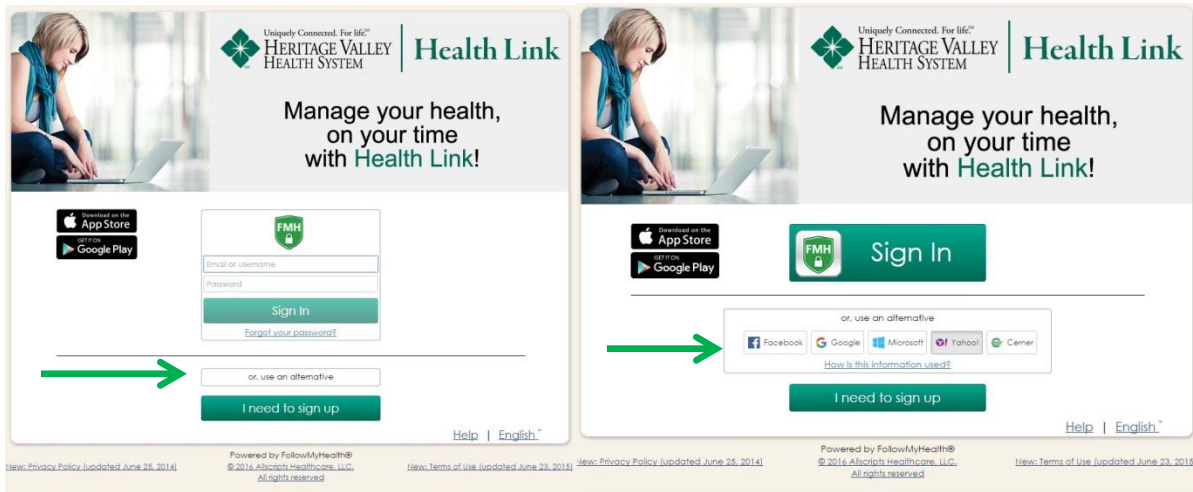 Uniquely Connected. For life.℠
HERITAGE VALLEY
HEALTH SYSTEM
Health Link
Manage your health,
on your time
with Health Link!
Download on the
App Store
GET IT ON
Google Play
FMH
Email or username
Password
Sign In
Forgot your password?
or, use an alternative
I need to sign up
Help | English
Powered by FollowMyHealth®
New: Privacy Policy (updated June 25, 2014)
© 2016 Allscripts Healthcare, LLC.
All rights reserved
New: Terms of Use (updated June 23, 2015)
Uniquely Connected. For life.℠
HERITAGE VALLEY
HEALTH SYSTEM
Health Link
Manage your health,
on your time
with Health Link!
Download on the
App Store
GET IT ON
Google Play
FMH
Sign In
or, use an alternative
Facebook
Google
Microsoft
Yahoo!
Cerner
How is this information used?
I need to sign up
Help | English
Powered by FollowMyHealth®
New: Privacy Policy (updated June 25, 2014)
© 2016 Allscripts Healthcare, LLC.
All rights reserved
New: Terms of Use (updated June 23, 2015